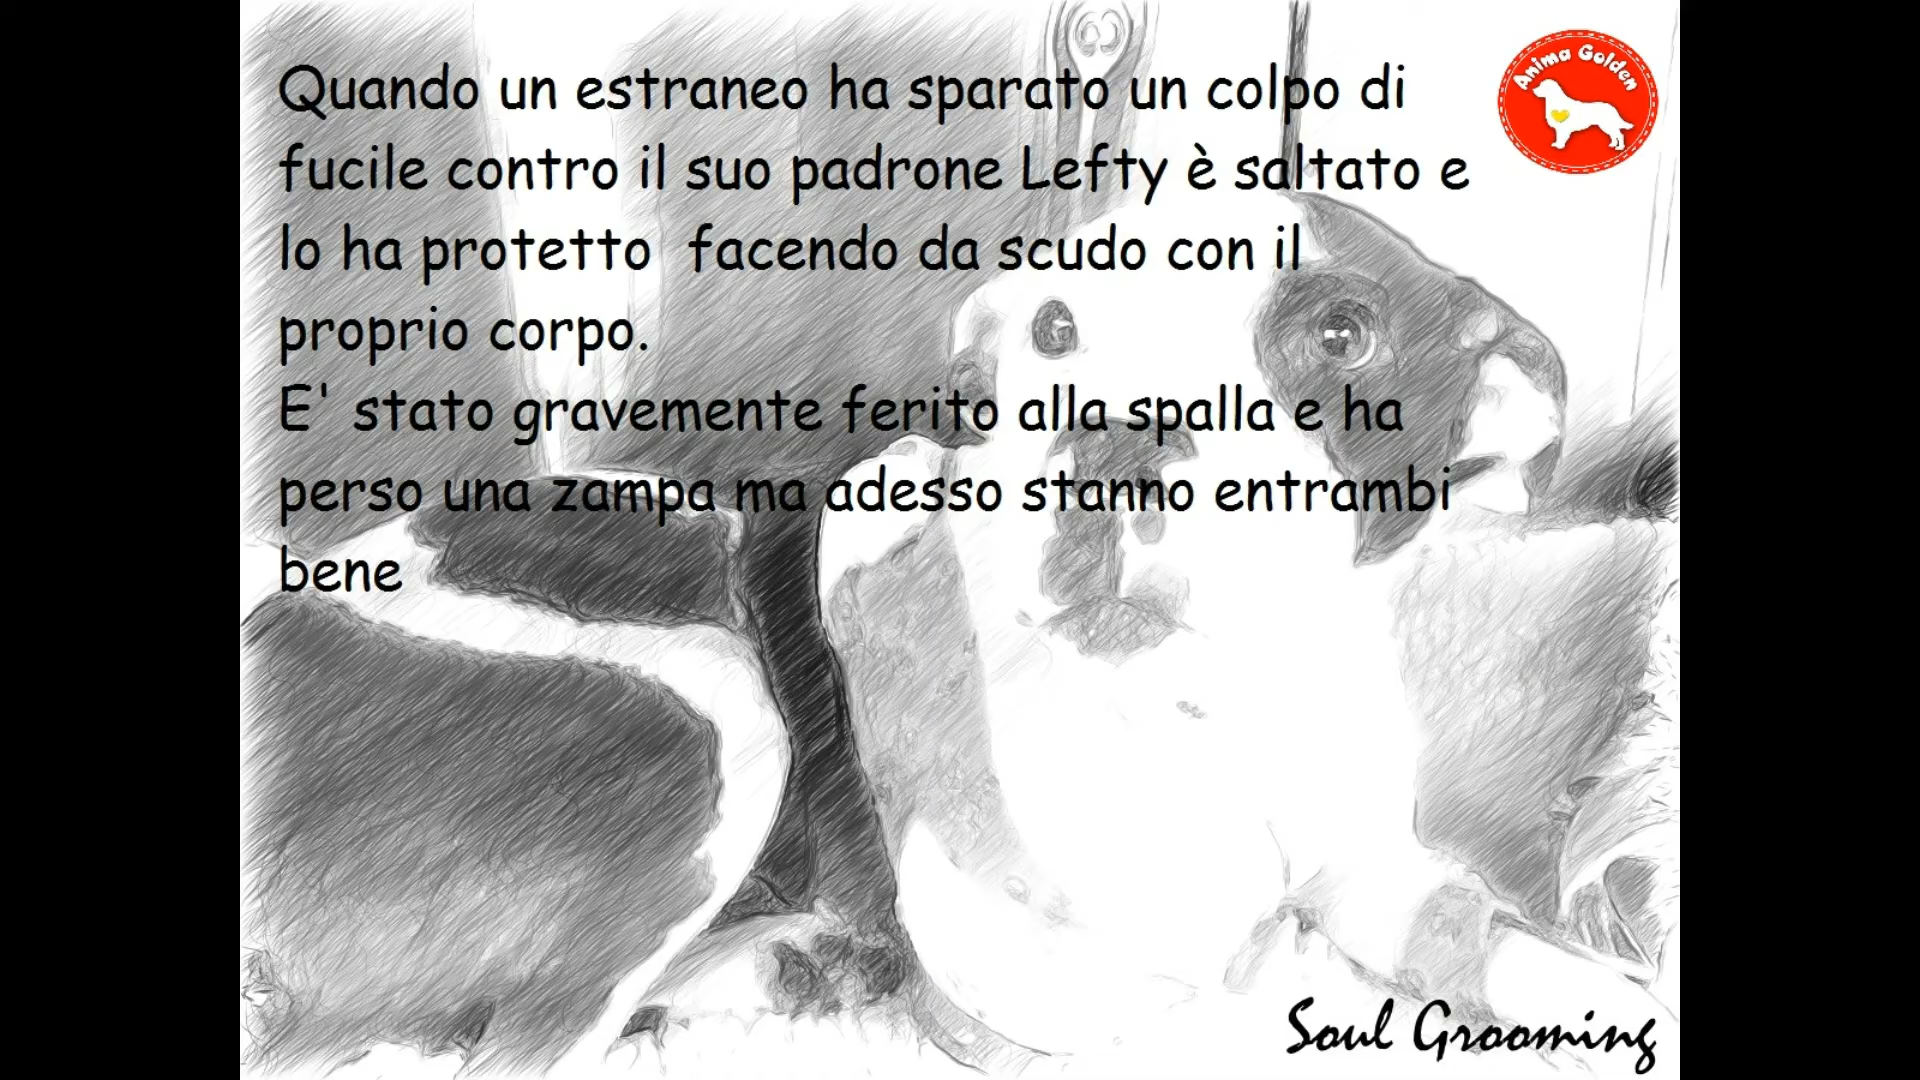 Quando un estraneo ha sparato un colpo di
fucile contro il suo padrone Lefty è saltato e
lo ha protetto  facendo da scudo con il
proprio corpo.
E' stato gravemente ferito alla spalla e ha
perso una zampa ma adesso stanno entrambi
bene
Anima Golden
Soul Grooming